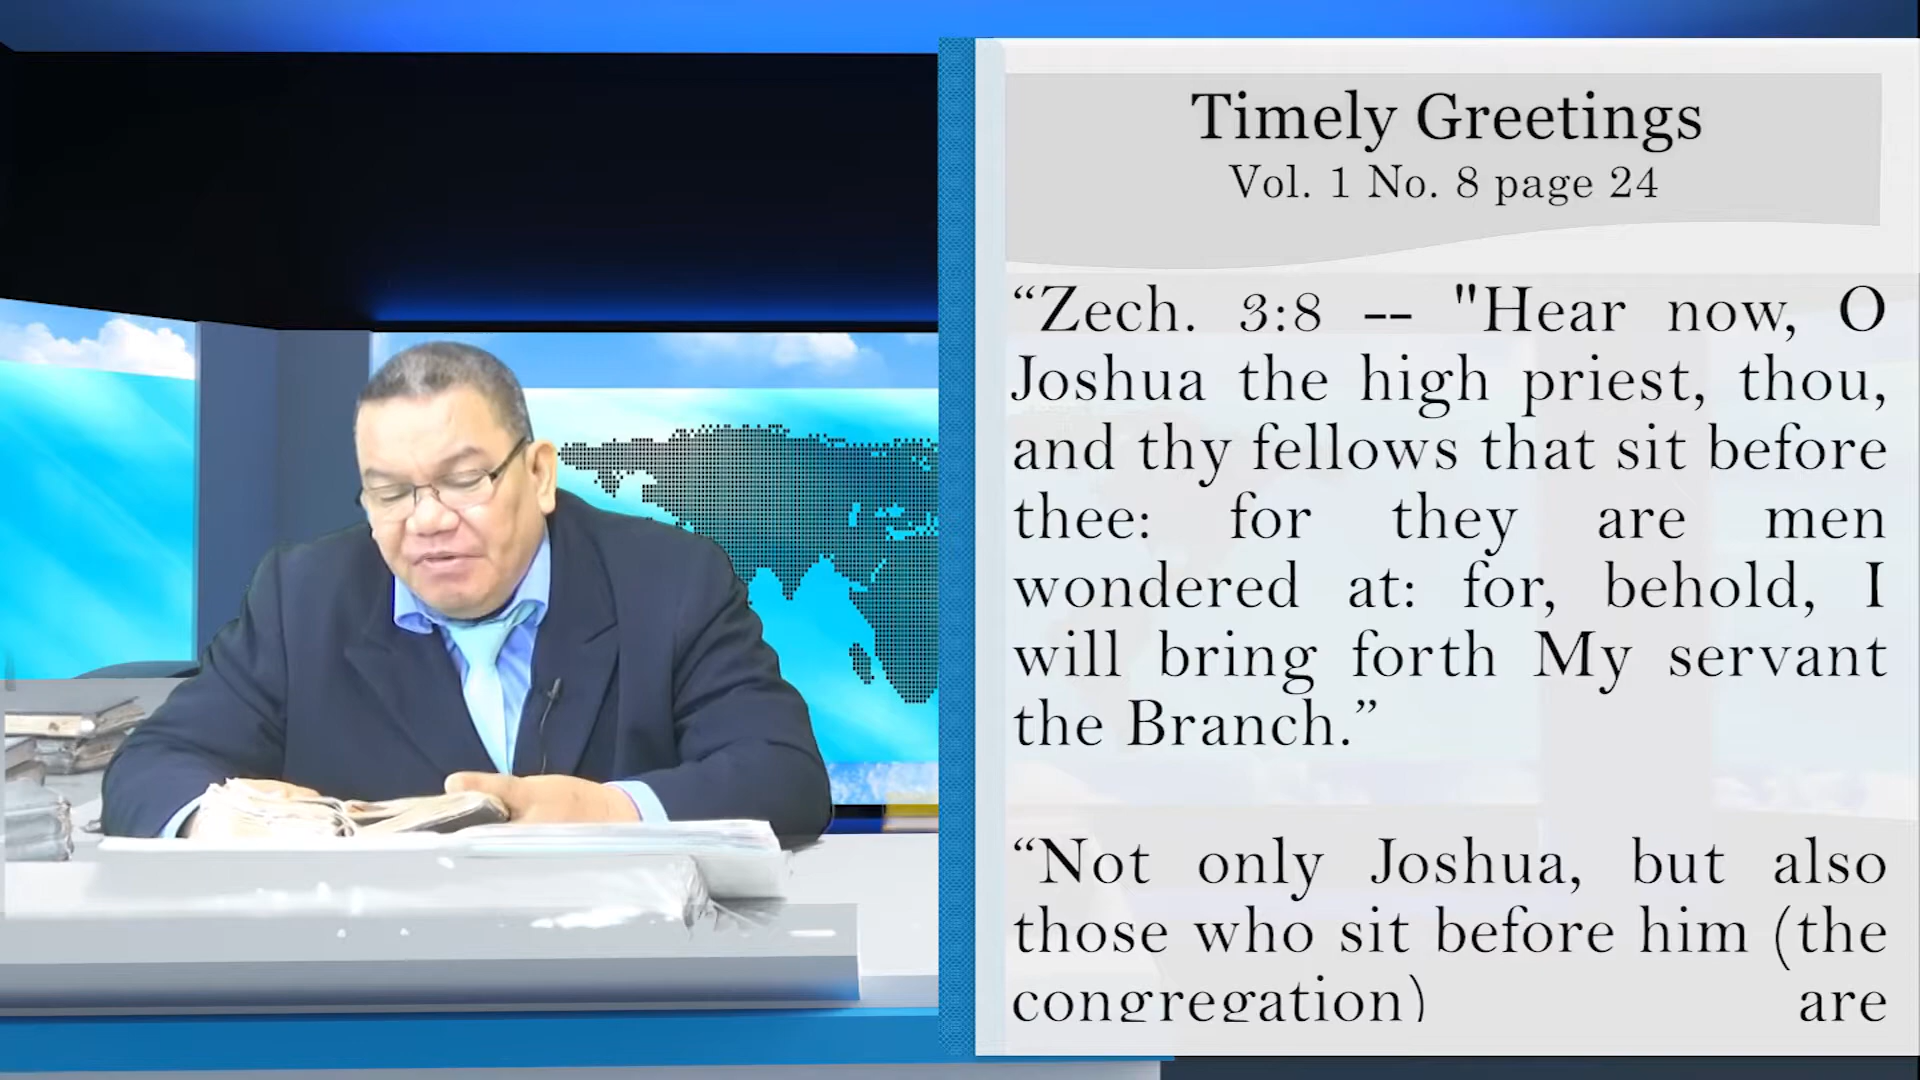 Timely Greetings
Vol. 1 No. 8 page 24
“Zech. 3:8 -- "Hear now, O
Joshua the high priest, thou,
and thy fellows that sit before
thee: for they are men
wondered at: for, behold, I
will bring forth My servant
the Branch.”
“Not only Joshua, but also
those who sit before him (the
congregation) are